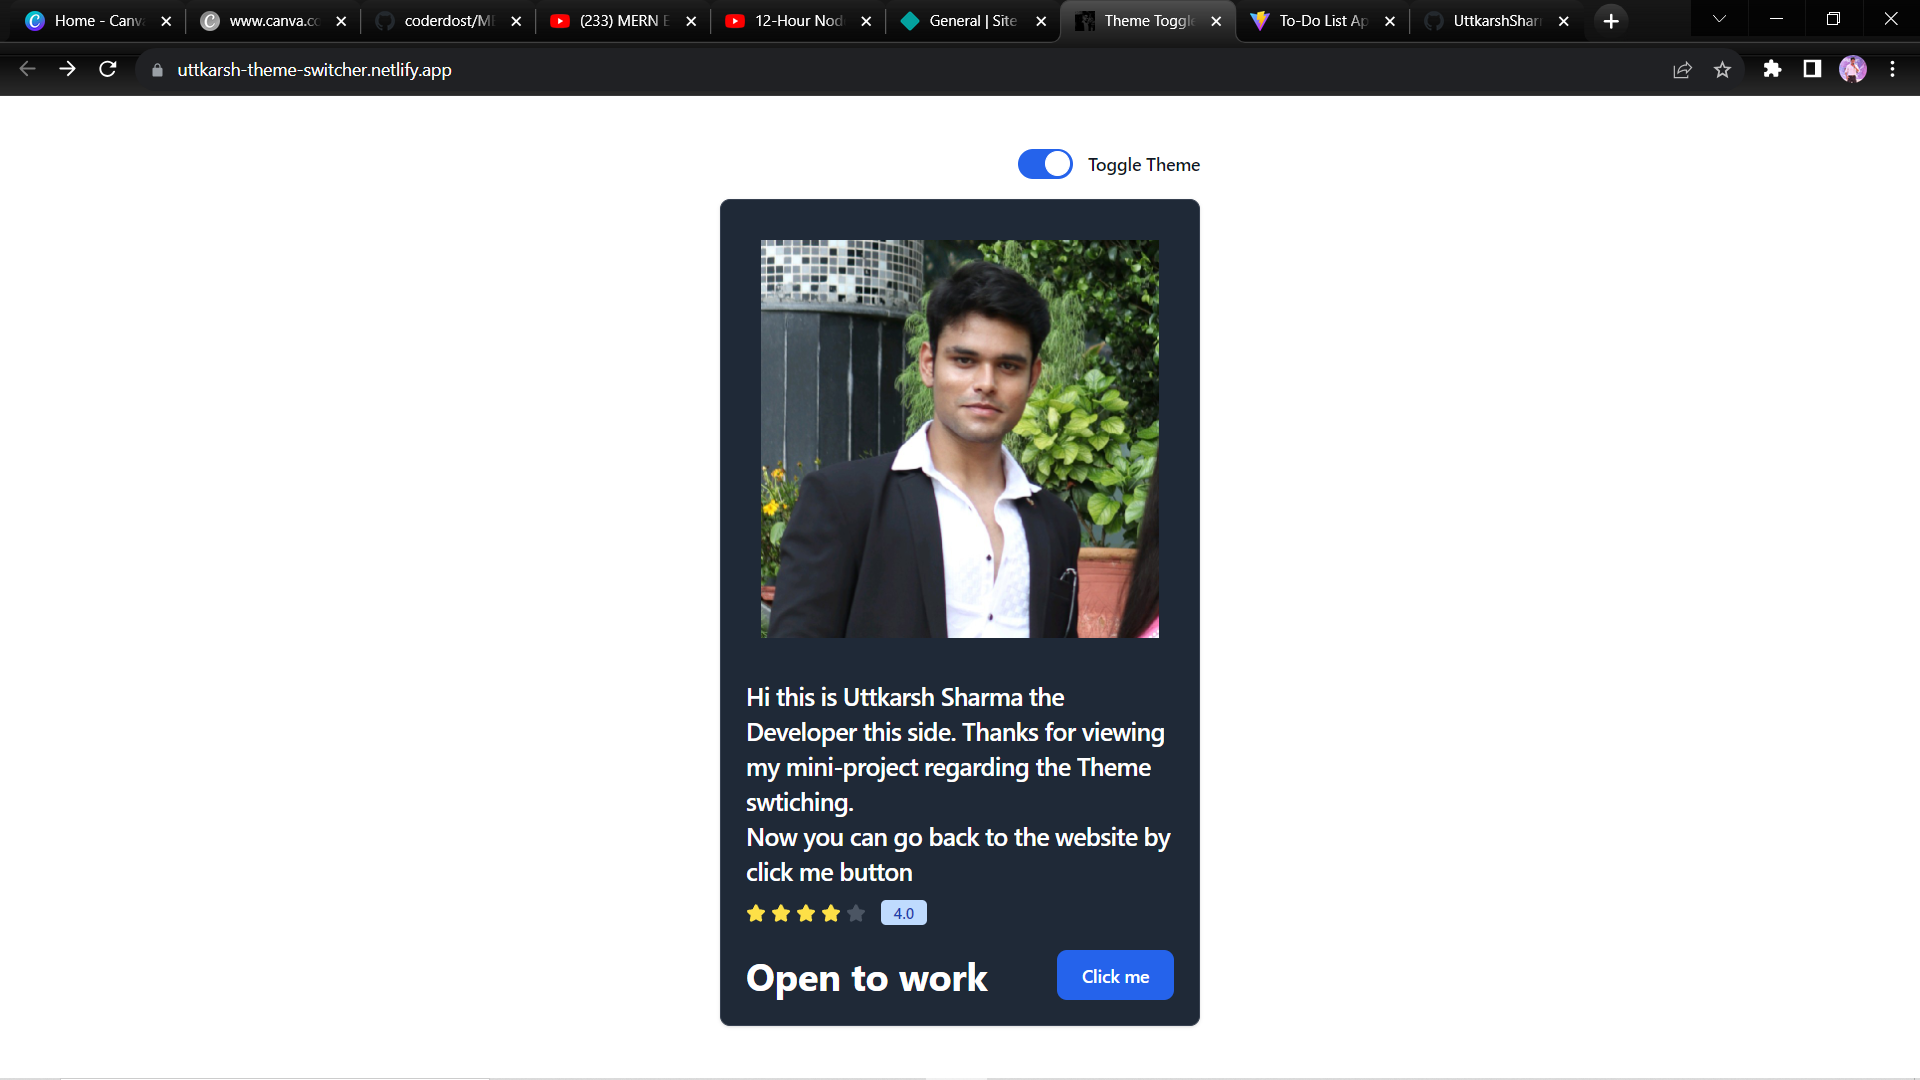 Home - Canv
www.canva.co
coderdost/ME
(233) MERN E
12-Hour Nod
General | Site
Theme Toggle
To-Do List Ap
UttkarshShar
uttkarsh-theme-switcher.netlify.app
Toggle Theme
Hi this is Uttkarsh Sharma the
Developer this side. Thanks for viewing
my mini-project regarding the Theme
swtiching.
Now you can go back to the website by
click me button
4.0
Open to work
Click me